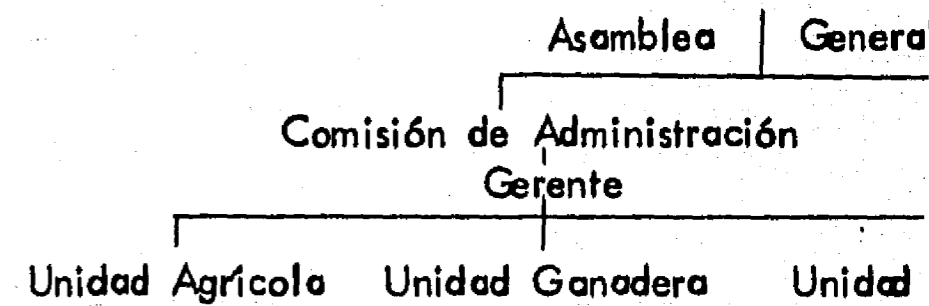 Asamblea Genera
Comisión de Administración
Gerente
Unidad Agrícola Unidad Ganadera Unidad